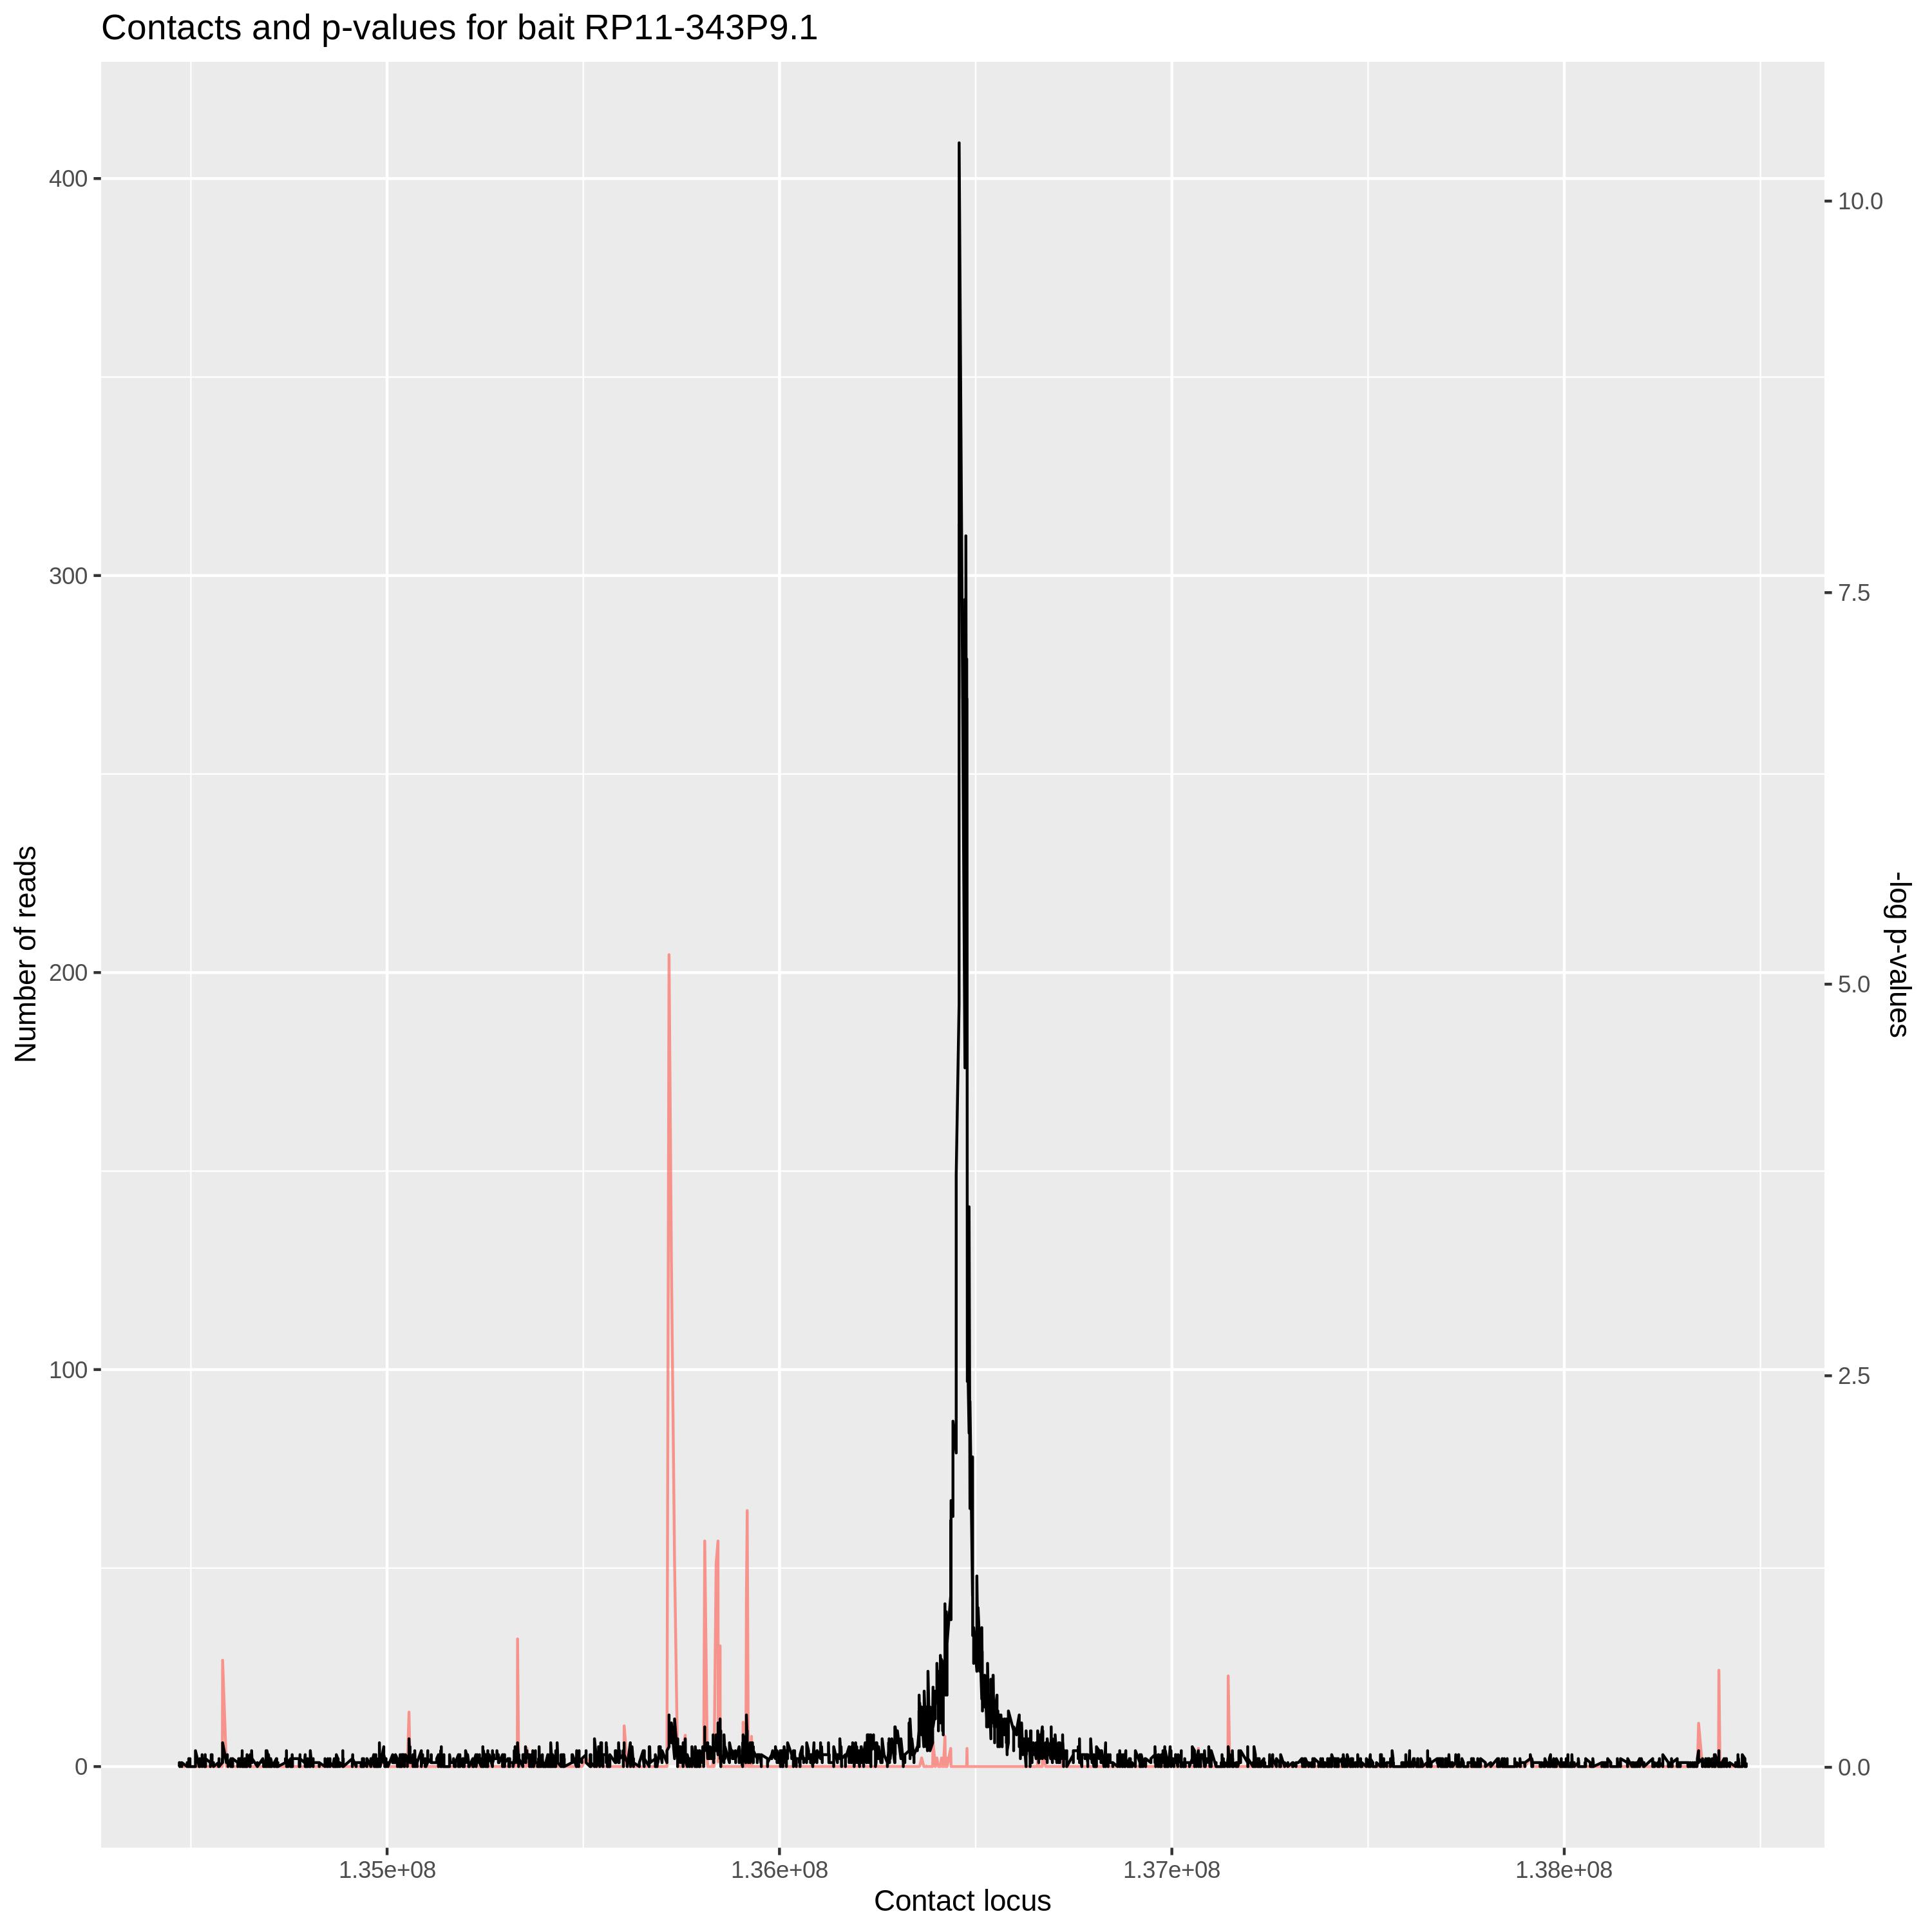 Contacts and p-values for bait RP11-343P9.1
Number of reads
400
300
200
100
0
10.0
7.5
5.0
2.5
0.0
-log p-values
1.35e+08
1.36e+08
1.37e+08
1.38e+08
Contact locus